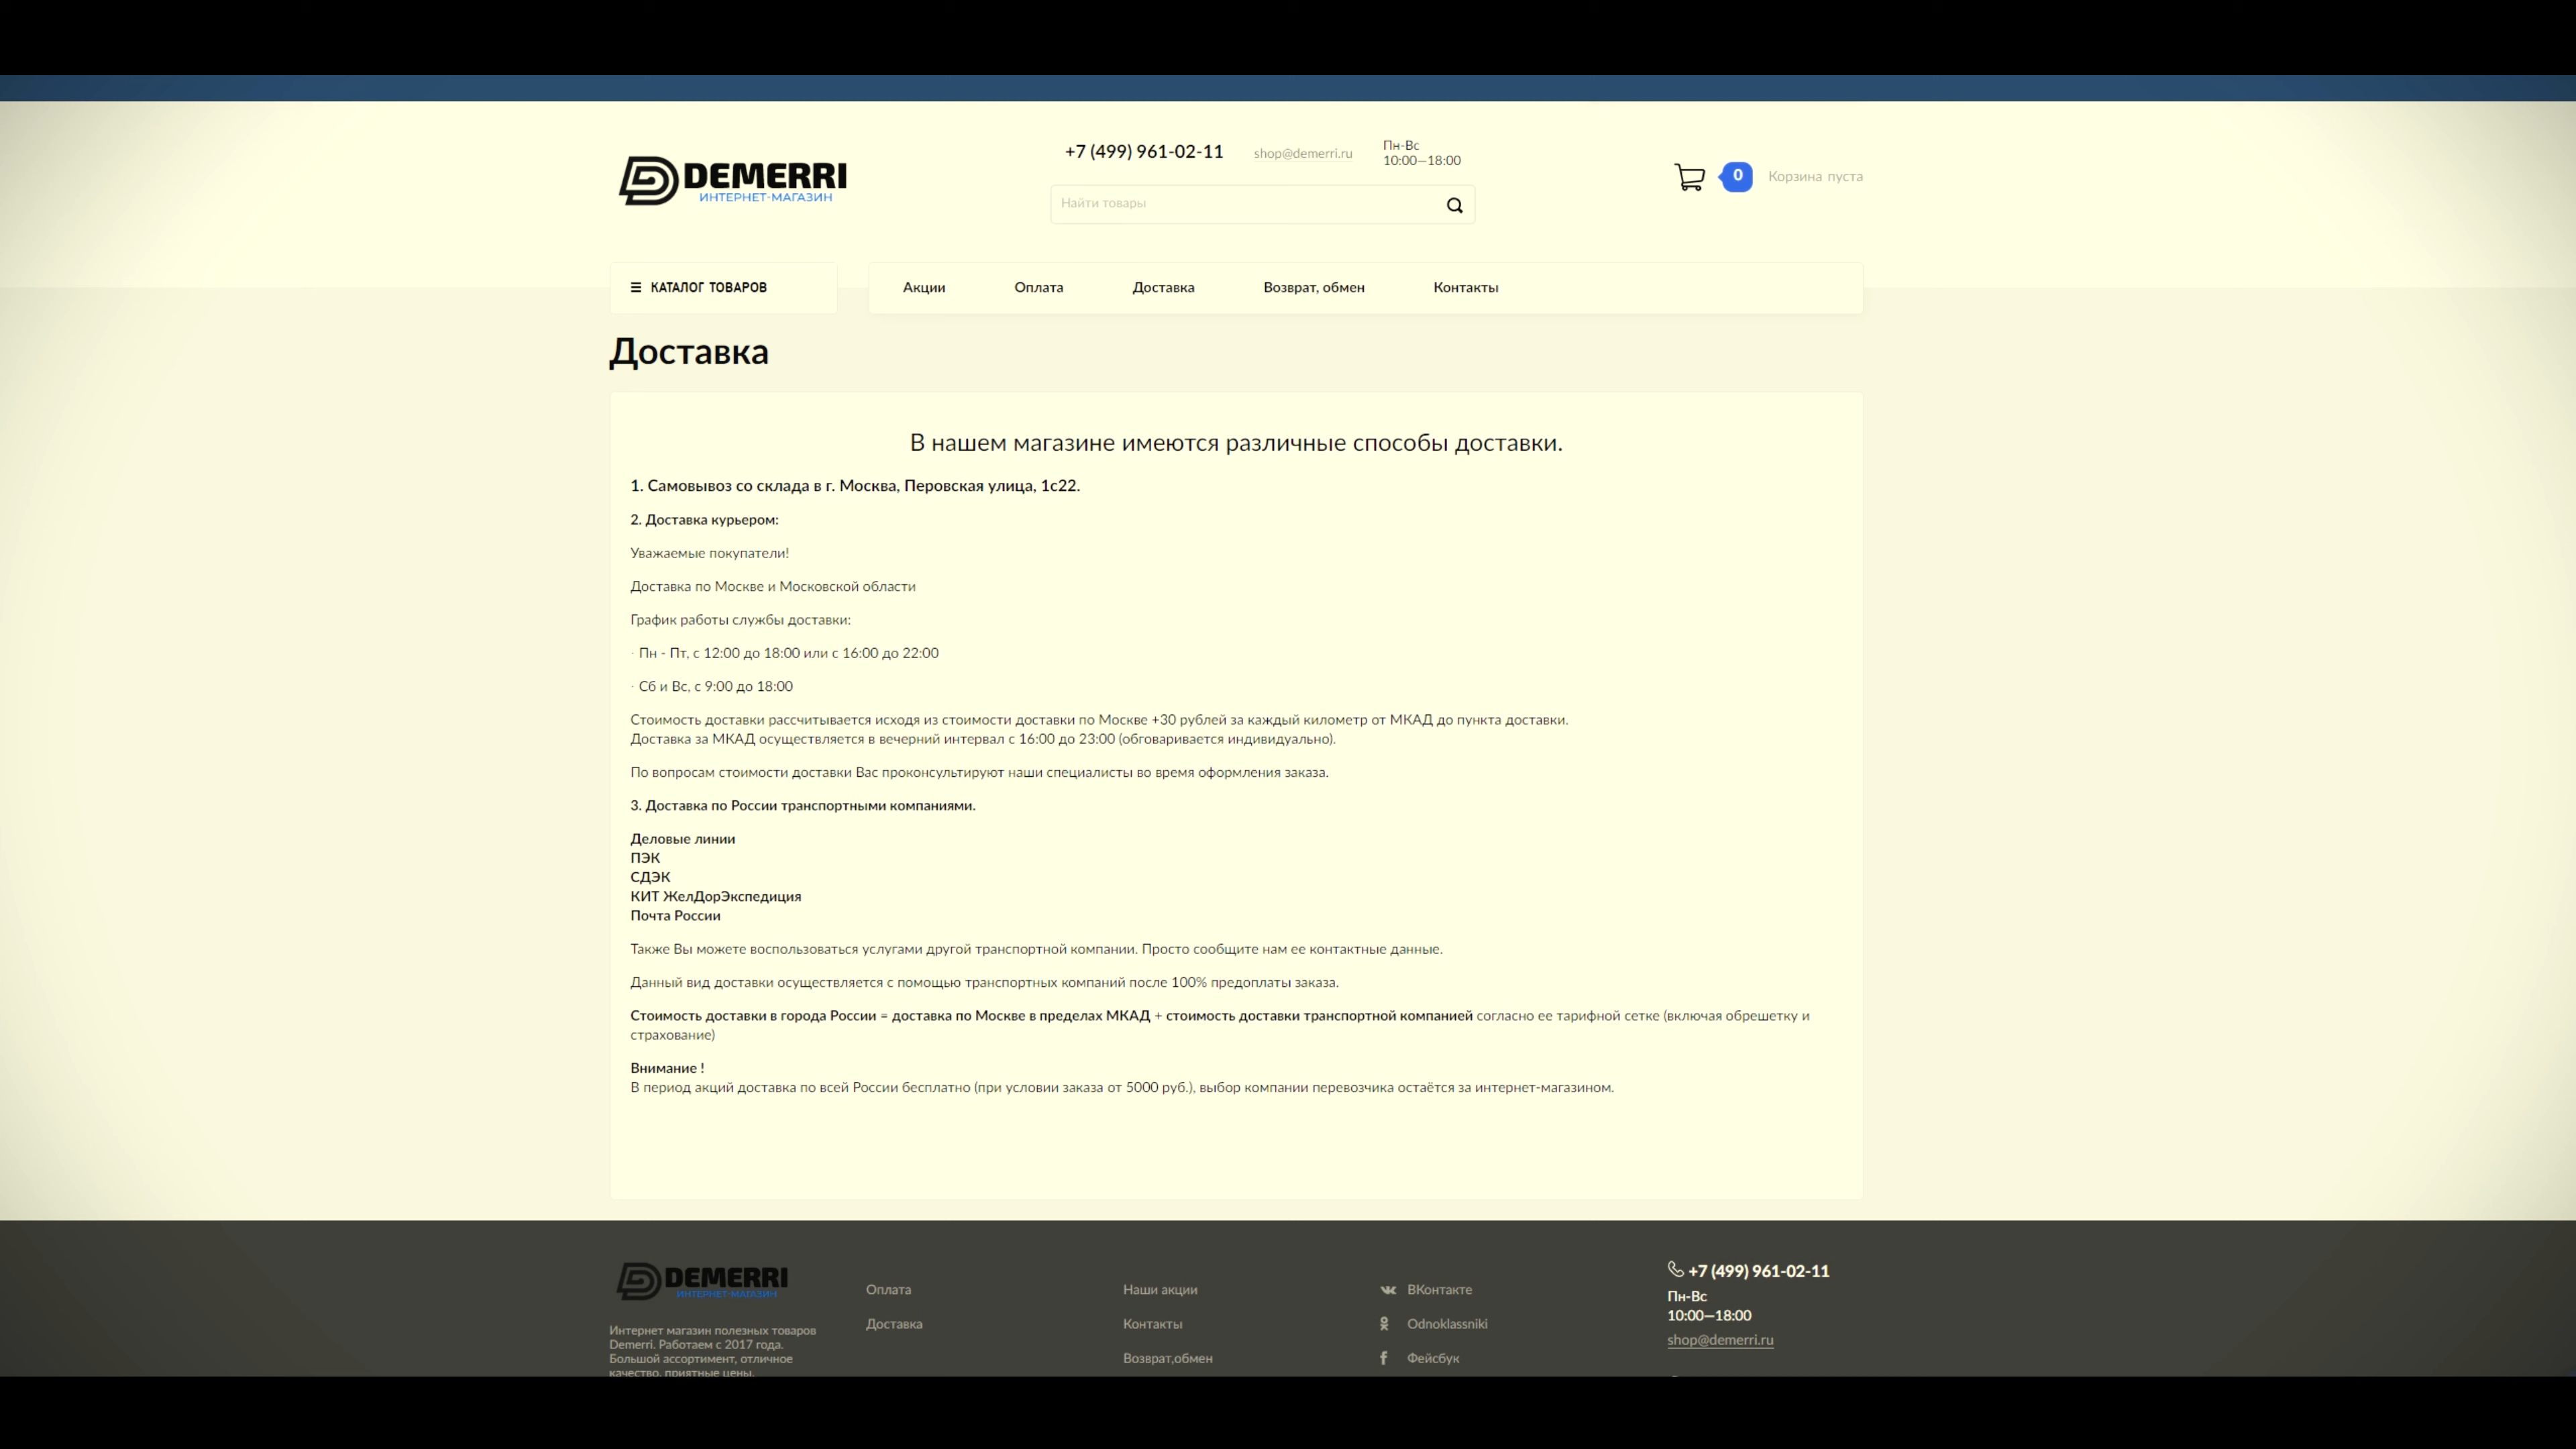 DEMERRI
ИНТЕРНЕТ-МАГАЗИН
+7 (499) 961-02-11
shop@demerri.ru
Пн-Вс
10:00—18:00
Найти товары
0
Корзина пуста
КАТАЛОГ ТОВАРОВ
Акции
Оплата
Доставка
Возврат, обмен
Контакты
Доставка
В нашем магазине имеются различные способы доставки.
1. Самовывоз со склада в г. Москва, Перовская улица, 1с22.
2. Доставка курьером:
Уважаемые покупатели!
Доставка по Москве и Московской области
График работы службы доставки:
· Пн - Пт, с 12:00 до 18:00 или с 16:00 до 22:00
· Сб и Вс, с 9:00 до 18:00
Стоимость доставки рассчитывается исходя из стоимости доставки по Москве +30 рублей за каждый километр от МКАД до пункта доставки.
Доставка за МКАД осуществляется в вечерний интервал с 16:00 до 23:00 (обговаривается индивидуально).
По вопросам стоимости доставки Вас проконсультируют наши специалисты во время оформления заказа.
3. Доставка по России транспортными компаниями.
Деловые линии
ПЭК
СДЭК
КИТ ЖелДорЭкспедиция
Почта России
Также Вы можете воспользоваться услугами другой транспортной компании. Просто сообщите нам ее контактные данные.
Данный вид доставки осуществляется с помощью транспортных компаний после 100% предоплаты заказа.
Стоимость доставки в города России = доставка по Москве в пределах МКАД + стоимость доставки транспортной компанией согласно ее тарифной сетке (включая обрешетку и
страхование)
Внимание !
В период акций доставка по всей России бесплатно (при условии заказа от 5000 руб.), выбор компании перевозчика остаётся за интернет-магазином.
DEMERRI
ИНТЕРНЕТ-МАГАЗИН
Интернет магазин полезных товаров
Demerri. Работаем с 2017 года.
Большой ассортимент, отличное
качество, приятные цены.
Оплата
Доставка
Наши акции
Контакты
Возврат,обмен
ВКонтакте
Odnoklassniki
Фейсбук
+7 (499) 961-02-11
Пн-Вс
10:00—18:00
shop@demerri.ru